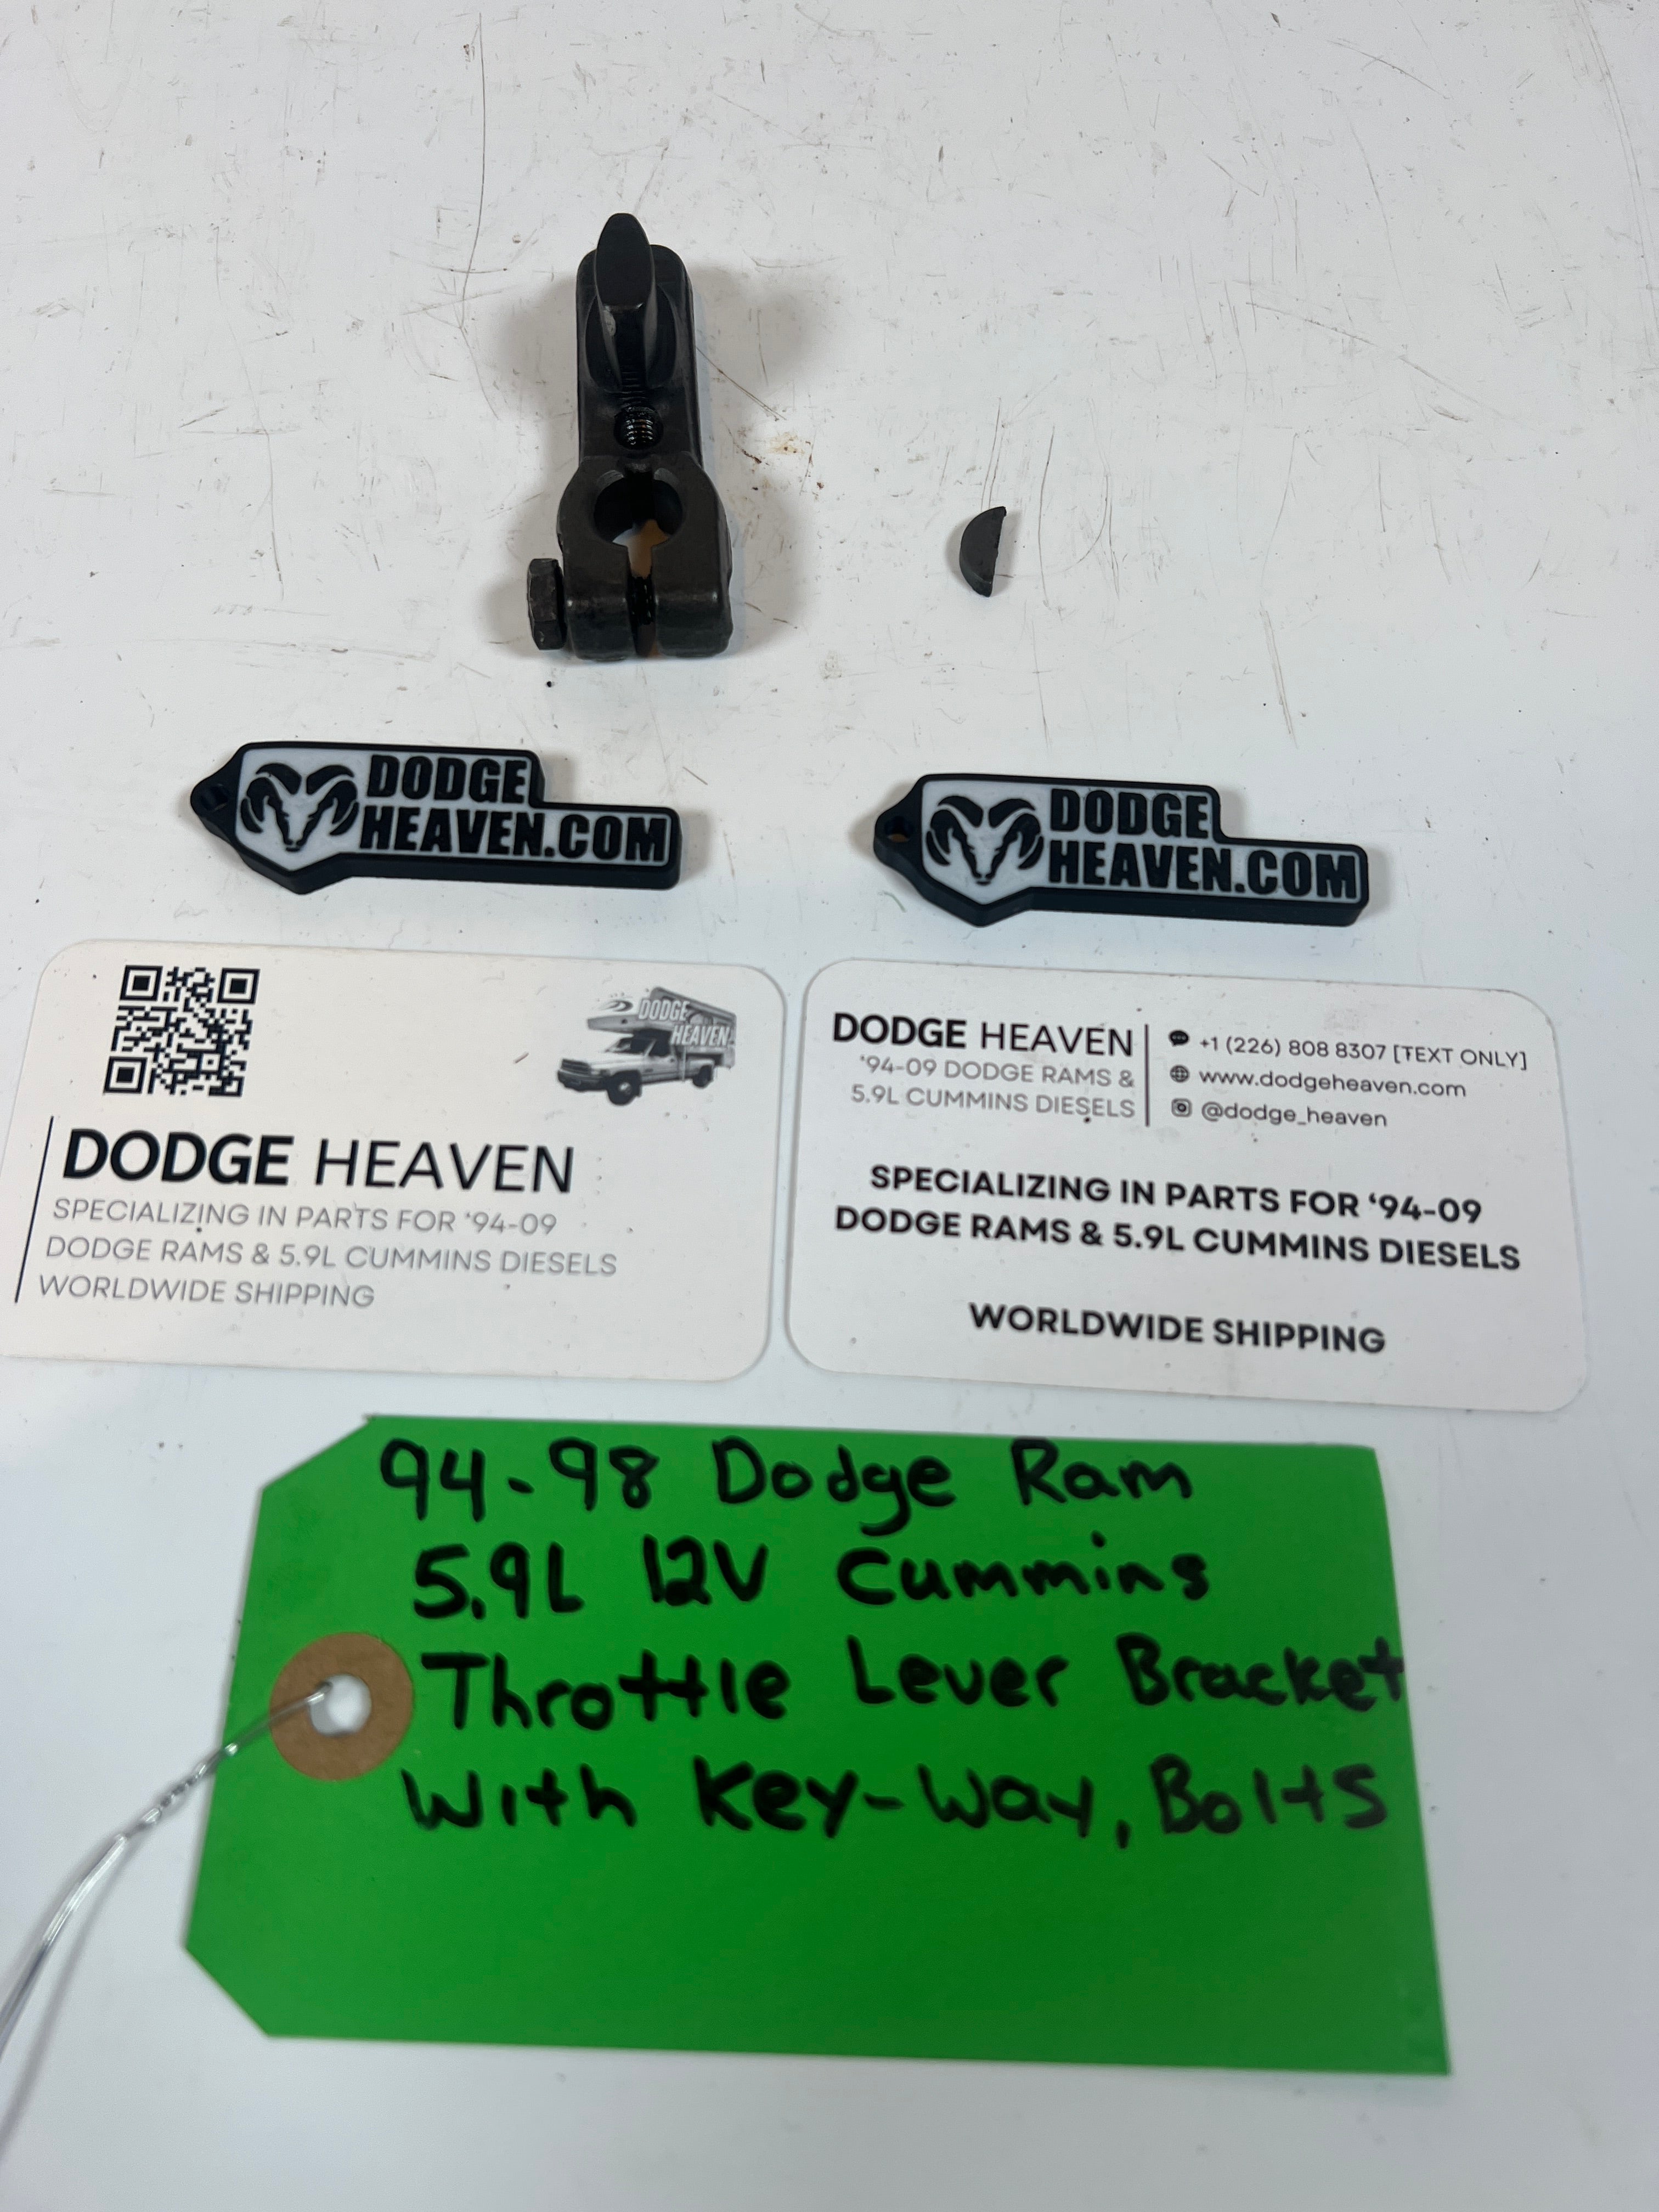 DODGE
HEAVEN.COM
DODGE
HEAVEN.COM
DODGE
HEAVEN
DODGE HEAVEN
SPECIALIZING IN PARTS FOR ‘94-09
DODGE RAMS & 5.9L CUMMINS DIESELS
WORLDWIDE SHIPPING
DODGE HEAVEN
‘94-09 DODGE RAMS &
5.9L CUMMINS DIESELS
+1 (226) 808 8307 [TEXT ONLY]
www.dodgeheaven.com
@dodge_heaven
SPECIALIZING IN PARTS FOR ‘94-09
DODGE RAMS & 5.9L CUMMINS DIESELS
WORLDWIDE SHIPPING
94-98 Dodge Ram
5.9L 12V Cummins
Throttle Lever Bracket
With Key-Way, Bolts